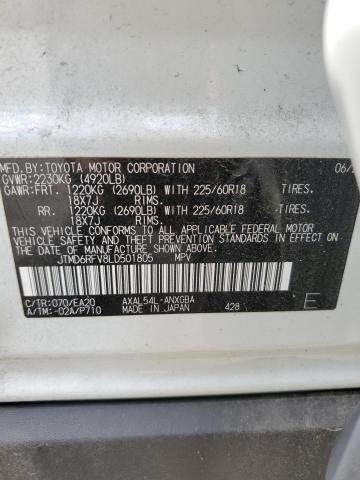 MFD.BY:TOYOTA MOTOR CORPORATION 06/
GVWR:2230KG (4920LB)
GAWR:FRT. 1220KG (2690LB) WITH 225/60R18 TIRES.
18X7J RIMS.
RR. 1220KG (2690LB) WITH 225/60R18 TIRES.
18X7J RIMS.
THIS VEHICLE CONFORMS TO ALL APPLICABLE FEDERAL
MOTOR VEHICLE SAFETY STANDARDS IN EFFECT ON
THE DATE OF MANUFACTURE SHOWN ABOVE.
JTMD6RFV8LD501805 MPV
C/TR:070/EA20 AXAL54L-ANXGBA
A/TM:-02A/P710 MADE IN JAPAN 428 E